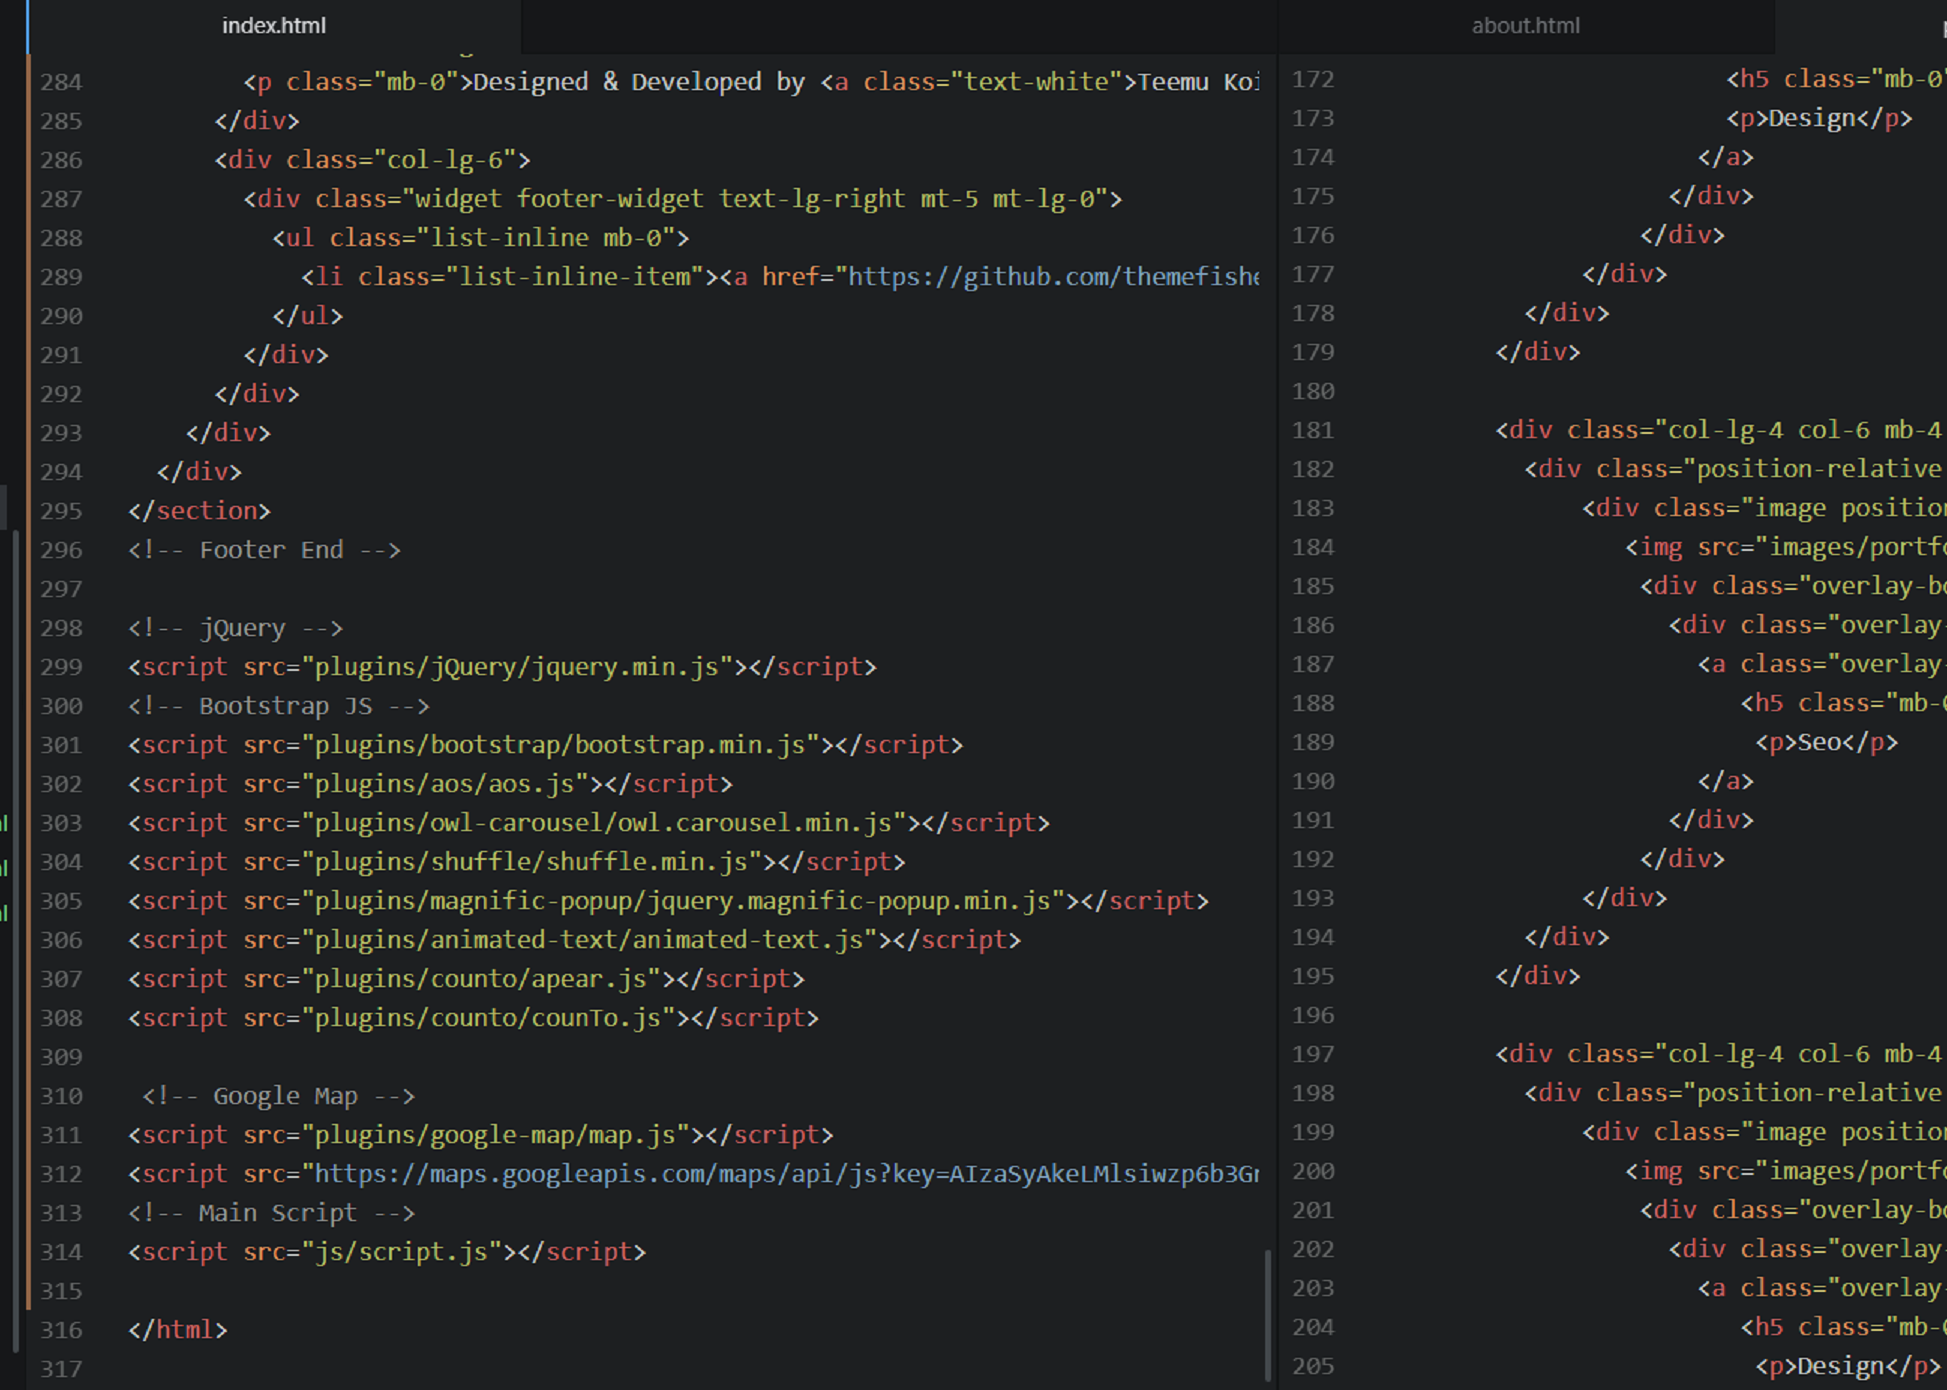 index.html
284 <p class="mb-0">Designed & Developed by <a class="text-white">Teemu
285 </div>
286 <div class="col-lg-6">
287 <div class="widget footer-widget text-lg-right mt-5 mt-lg-0">
288 <ul class="list-inline mb-0">
289 <li class="list-inline-item"><a href="https://github.com/themefishe
290 </ul>
291 </div>
292 </div>
293 </div>
294 </div>
295 </section>
296 <!-- Footer End -->
297
298 <!-- jQuery -->
299 <script src="plugins/jQuery/jquery.min.js"></script>
300 <!-- Bootstrap JS -->
301 <script src="plugins/bootstrap/bootstrap.min.js"></script>
302 <script src="plugins/aos/aos.js"></script>
303 <script src="plugins/owl-carousel/owl.carousel.min.js"></script>
304 <script src="plugins/shuffle/shuffle.min.js"></script>
305 <script src="plugins/magnific-popup/jquery.magnific-popup.min.js"></script>
306 <script src="plugins/animated-text/animated-text.js"></script>
307 <script src="plugins/counto/apear.js"></script>
308 <script src="plugins/counto/counTo.js"></script>
309
310 <!-- Google Map -->
311 <script src="plugins/google-map/map.js"></script>
312 <script src="https://maps.googleapis.com/maps/api/js?key=AIzaSyAkeLMlsiwzp6b3G
313 <!-- Main Script -->
314 <script src="js/script.js"></script>
315
316 </html>
317
about.html
172 <h5 class="mb-0"
173 <p>Design</p>
174 </a>
175 </div>
176 </div>
177 </div>
178 </div>
179 </div>
180
181 <div class="col-lg-4 col-6 mb-4
182 <div class="position-relative
183 <div class="image position
184 <img src="images/portfo
185 <div class="overlay-bo
186 <div class="overlay-
187 <a class="overlay-
188 <h5 class="mb-0
189 <p>Seo</p>
190 </a>
191 </div>
192 </div>
193 </div>
194 </div>
195 </div>
196
197 <div class="col-lg-4 col-6 mb-4
198 <div class="position-relative
199 <div class="image position
200 <img src="images/portfo
201 <div class="overlay-bo
202 <div class="overlay-
203 <a class="overlay-
204 <h5 class="mb-0
205 <p>Design</p>